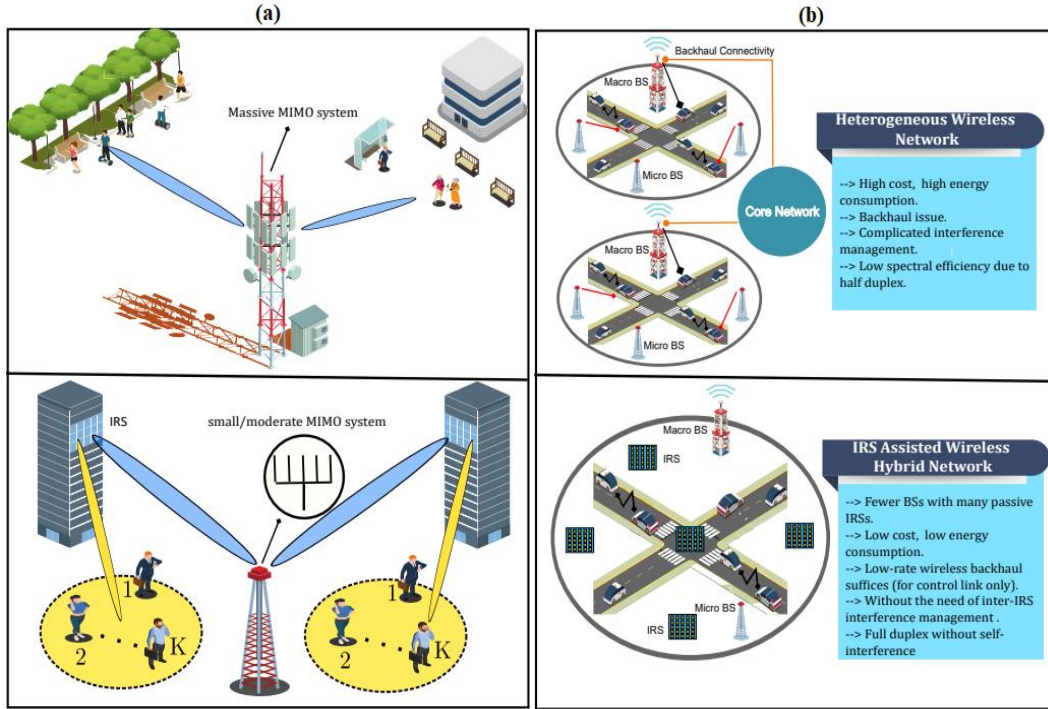 (a)
Massive MIMO system
IRS
small/moderate MIMO system
1
2
K
1
2
K
(b)
Backhaul Connectivity
Macro BS
Micro BS
Macro BS
Micro BS
Core Network
Heterogeneous Wireless
Network
--> High cost, high energy
consumption.
--> Backhaul issue.
--> Complicated interference
management.
--> Low spectral efficiency due to
half duplex.
Macro BS
IRS
Micro BS
IRS
IRS Assisted Wireless
Hybrid Network
--> Fewer BSs with many passive
IRSs.
--> Low cost, low energy
consumption.
--> Low-rate wireless backhaul
suffices (for control link only).
--> Without the need of inter-IRS
interference management .
--> Full duplex without self-
interference